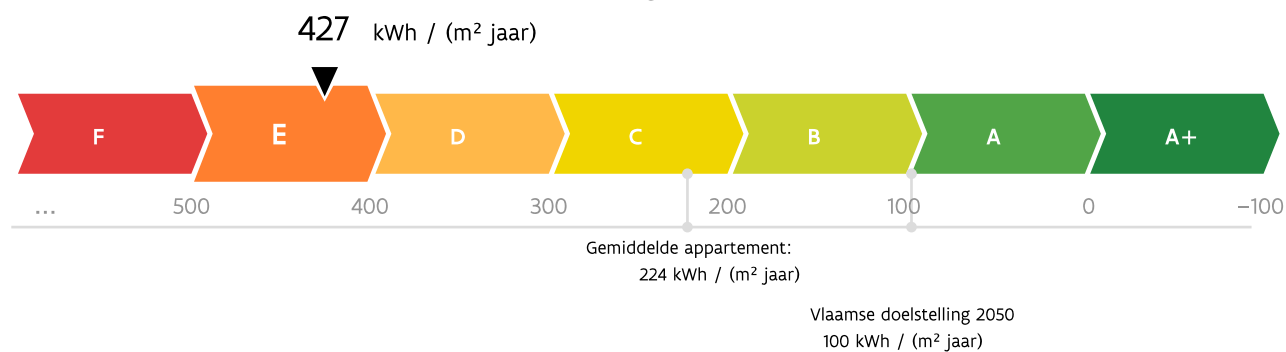 427 kWh / (m² jaar)
F E D C B A A+
... 500 400 300 200 100 0 −100
Gemiddelde appartement:
224 kWh / (m² jaar)
Vlaamse doelstelling 2050
100 kWh / (m² jaar)